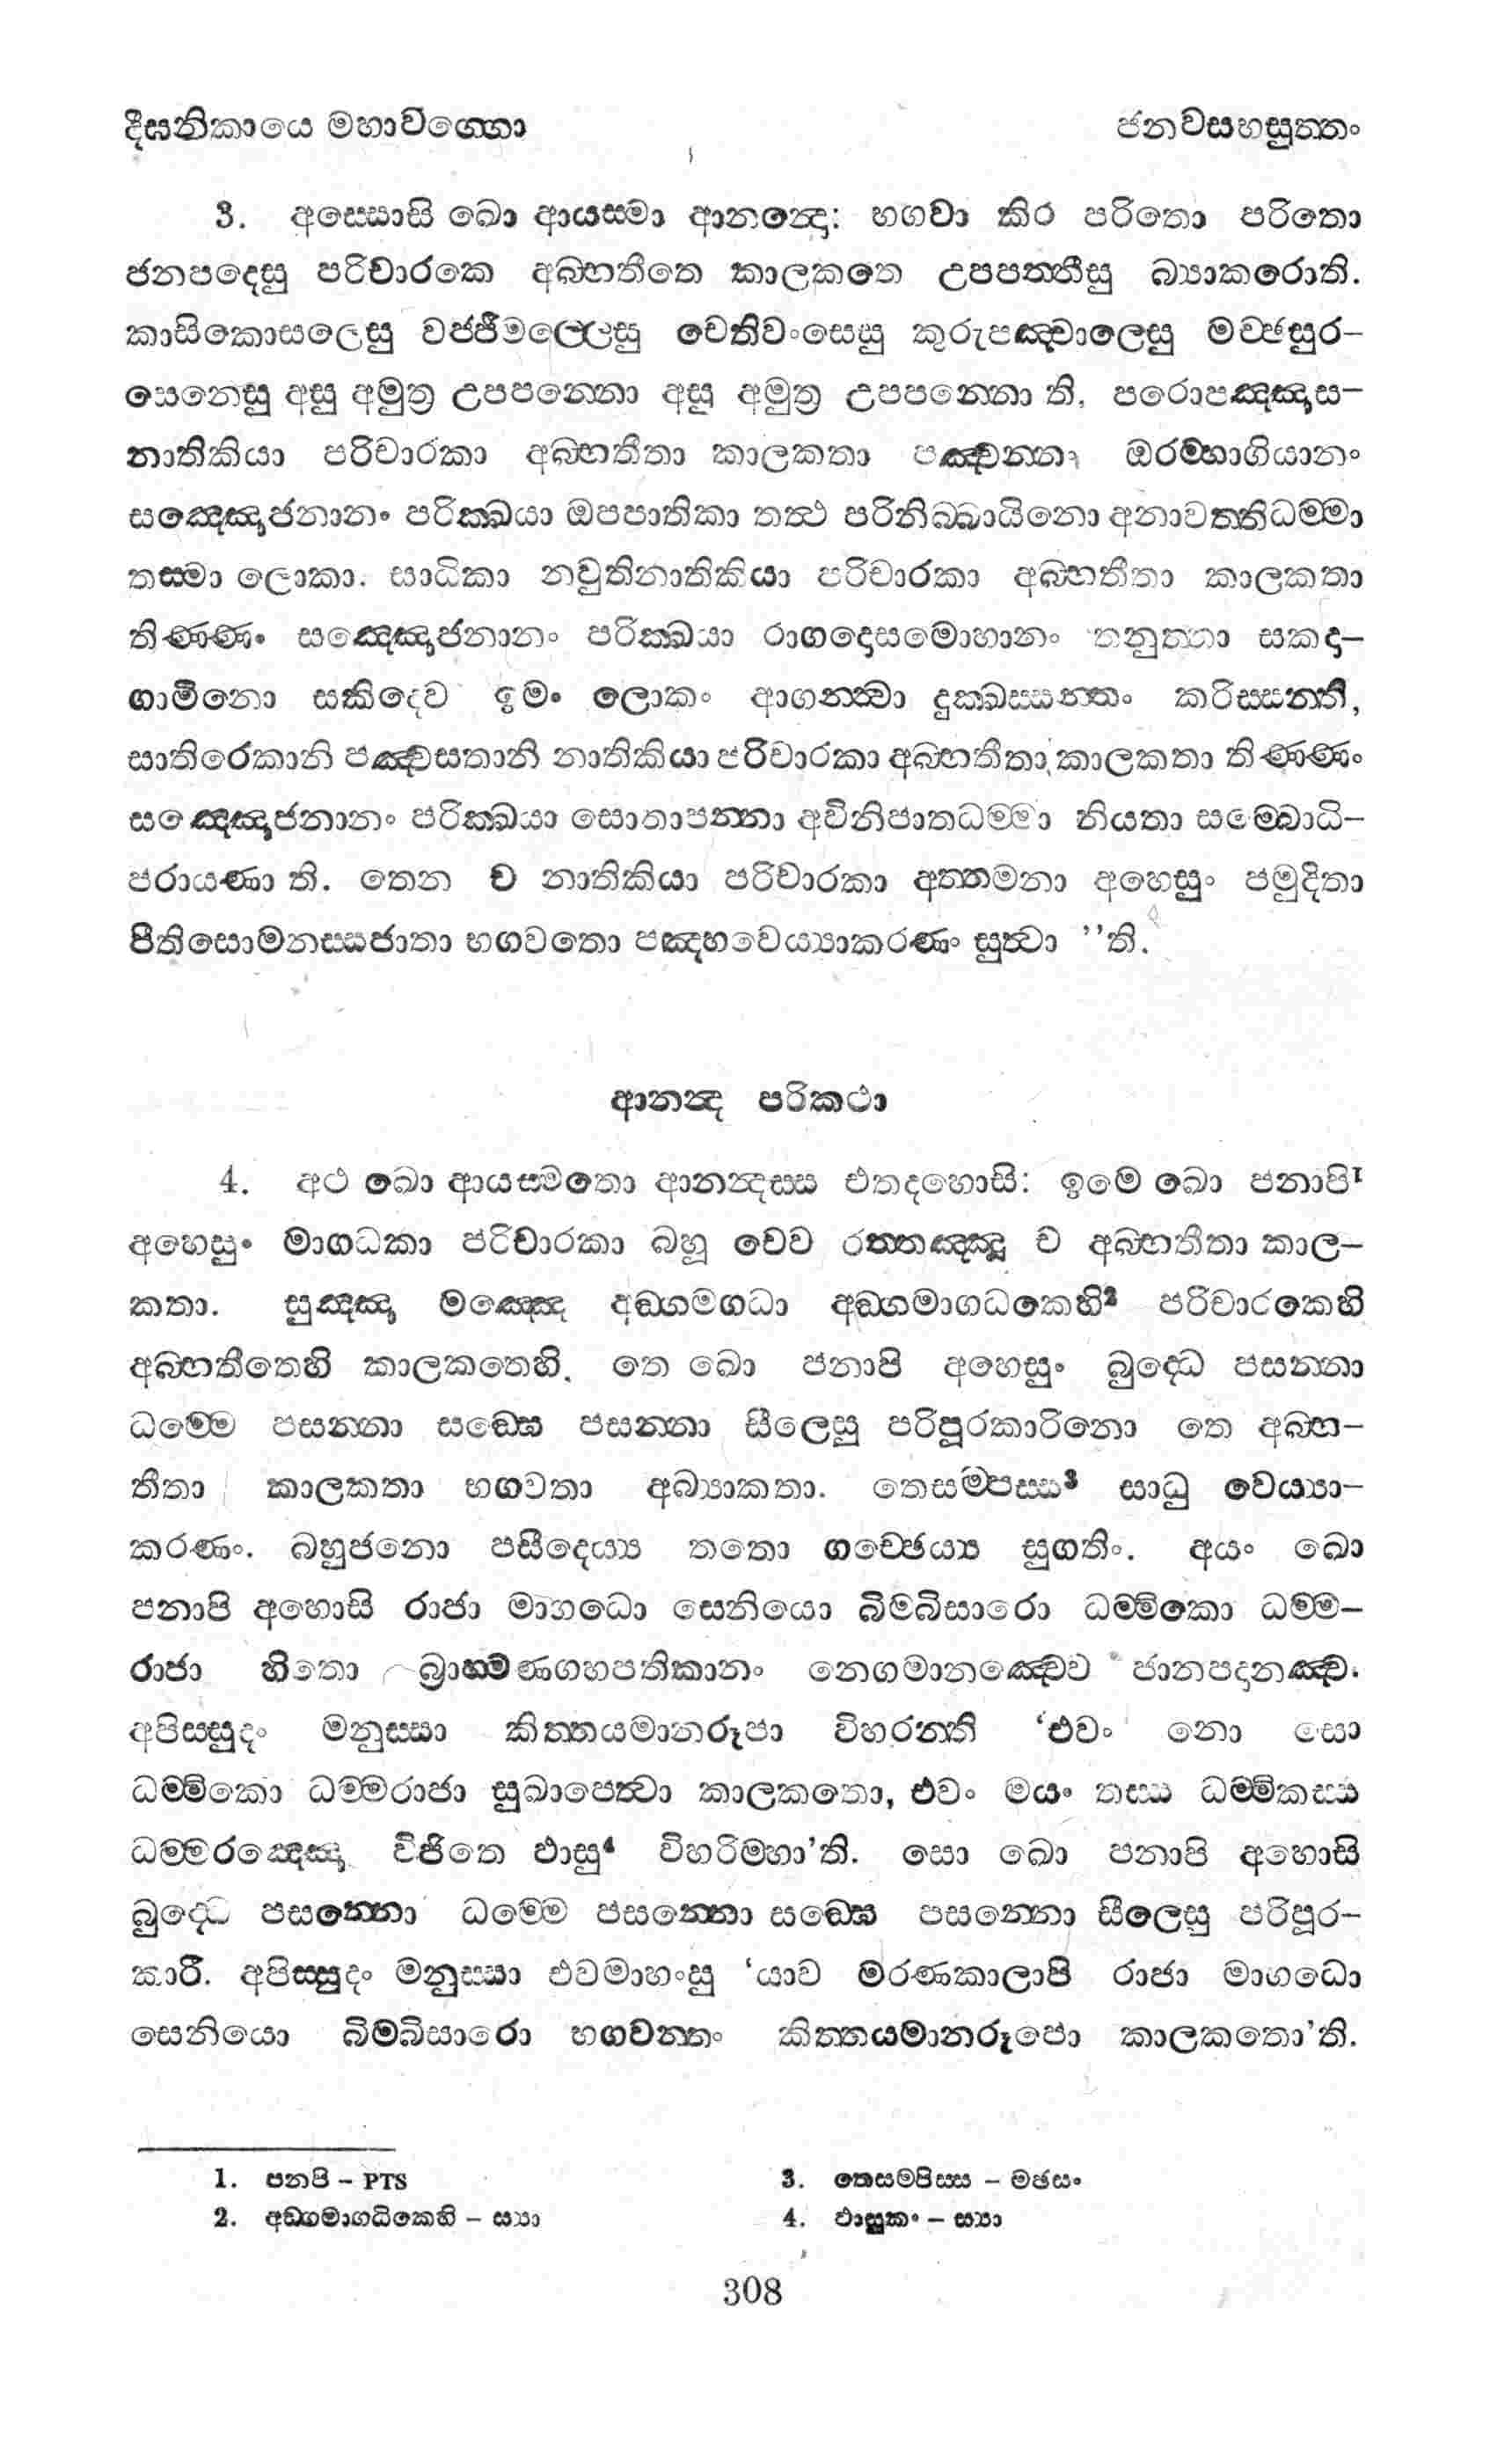 දීඝනිකායෙ මහාවග්ගො
ජනවසභසුත්තං
3. අස්සොසි ඛො ආයස්මා ආනන්දො: භගවා කිර පරිතො පරිතො
ජනපදෙසු පරිචාරකෙ අබ්භතීතෙ කාලකතෙ උපපත්තීසු බ්‍යාකරොති.
කාසිකොසලෙසු වජ්ජීමල්ලෙසු චෙතිවංසෙසු කුරුපඤ්චාලෙසු මච්ඡසුර-
සෙනෙසු අසු අමුත්‍ර උපපන්නො අසු අමුත්‍ර උපපන්නො ති, පරොපඤ්ඤාස-
නාතිකියා පරිචාරකා අබ්භතීතා කාලකතා පඤ්චන්නං ඔරම්භාගියානං
සඤ්ඤොජනානං පරික්ඛයා ඔපපාතිකා තත්ථ පරිනිබ්බායිනො අනාවත්තිධම්මා
තස්මා ලොකා. සාධිකා නවුතිනාතිකියා පරිචාරකා අබ්භතීතා කාලකතා
තිණ්ණං සඤ්ඤොජනානං පරික්ඛයා රාගදොසමොහානං තනුත්තා සකදා-
ගාමිනො සකිදෙව ඉමං ලොකං ආගන්ත්‍වා දුක්ඛස්සන්තං කරිස්සන්ති,
සාතිරෙකානි පඤ්චසතානි නාතිකියා පරිචාරකා අබ්භතීතා කාලකතා තිණ්ණං
සඤ්ඤොජනානං පරික්ඛයා සොතාපන්නා අවිනිපාතධම්මා නියතා සම්බොධි-
පරායණා ති. තෙන ච නාතිකියා පරිචාරකා අත්තමනා අහෙසුං පමුදිතා
පීතිසොමනස්සජාතා භගවතො පඤ්හවෙය්‍යාකරණං සුත්‍වා ’’ති.
ආනන්ද පරිකථා
4. අථ ඛො ආයස්මතො ආනන්දස්ස එතදහොසි: ඉමෙ ඛො පනාපි¹
අහෙසුං මාගධකා පරිචාරකා බහූ චෙව රත්තඤ්ඤූ ච අබ්භතීතා කාල-
කතා. සුඤ්ඤා මඤ්ඤෙ අඞ්ගමගධා අඞ්ගමාගධකෙහි² පරිචාරකෙහි
අබ්භතීතෙහි කාලකතෙහි. තෙ ඛො පනාපි අහෙසුං බුද්ධෙ පසන්නා
ධම්මෙ පසන්නා සඞ්ඝෙ පසන්නා සීලෙසු පරිපූරකාරිනො තෙ අබ්භ-
තීතා කාලකතා භගවතා අබ්‍යාකතා. තෙසම්පස්ස³ සාධු වෙය්‍යා-
කරණං. බහුජනො පසීදෙය්‍ය තතො ගච්ඡෙය්‍ය සුගතිං. අයං ඛො
පනාපි අහොසි රාජා මාගධො සෙනියො බිම්බිසාරො ධම්මිකො ධම්ම-
රාජා හිතො බ්‍රාහ්මණගහපතිකානං නෙගමානඤ්චෙව ජානපදානඤ්ච.
අපිස්සුදං මනුස්සා කිත්තයමානරූපා විහරන්ති ‘එවං නො සො
ධම්මිකො ධම්මරාජා සුඛාපෙත්‍වා කාලකතො, එවං මයං තස්ස ධම්මිකස්ස
ධම්මරඤ්ඤො විජිතෙ ඵාසු⁴ විහරිම්හා’ති. සො ඛො පනාපි අහොසි
බුද්ධෙ පසන්නො ධම්මෙ පසන්නො සඞ්ඝෙ පසන්නො සීලෙසු පරිපූර-
කාරී. අපිස්සුදං මනුස්සා එවමාහංසු ‘යාව මරණකාලාපි රාජා මාගධො
සෙනියො බිම්බිසාරො භගවන්තං කිත්තයමානරූපො කාලකතො’ති.
1. පනපි – PTS
2. අඞ්ගමාගධිකෙහි – ස්‍යා
3. තෙසම්පිස්ස – මඡසං
4. ඵාසුකං – ස්‍යා
308